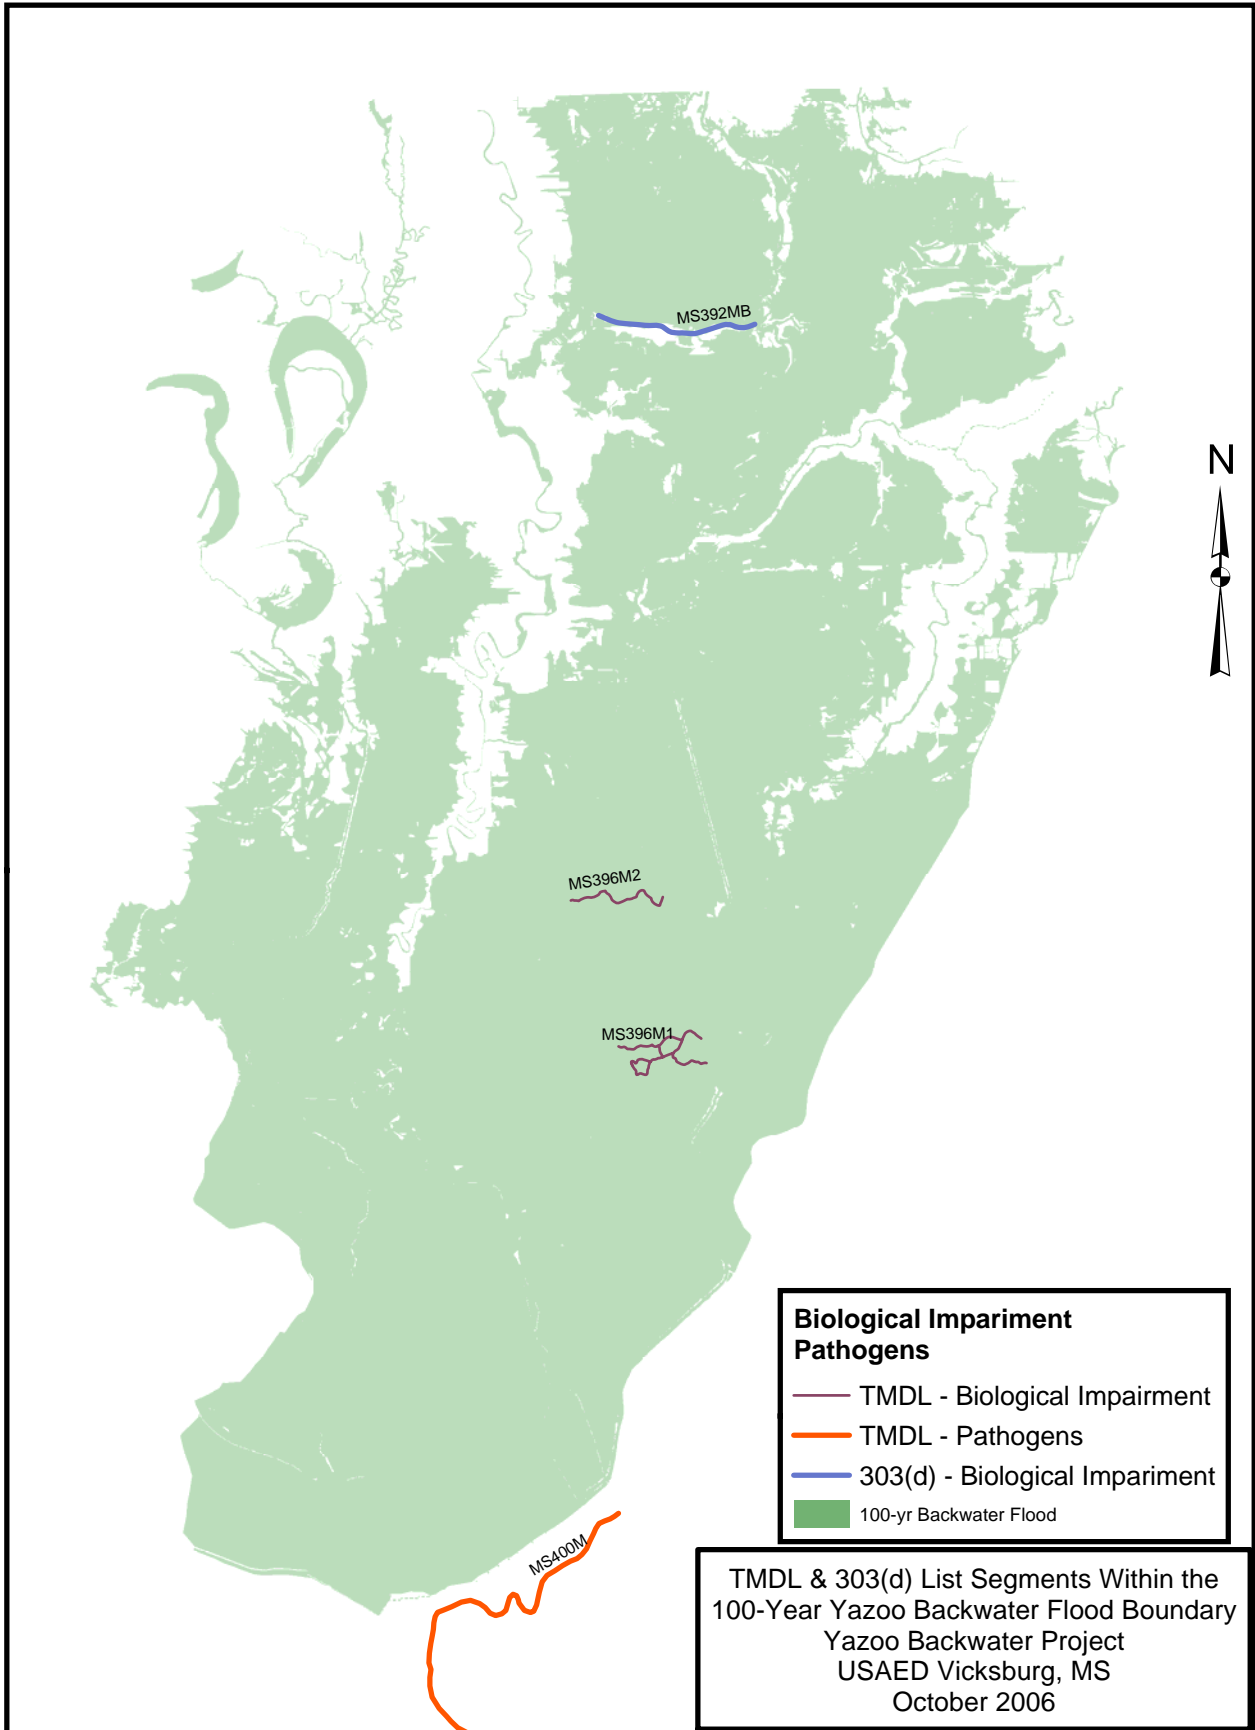 MS392MB
N
MS396M2
MS396M1
MS400M
Biological Impariment
Pathogens
TMDL - Biological Impairment
TMDL - Pathogens
303(d) - Biological Impariment
100-yr Backwater Flood
TMDL & 303(d) List Segments Within the
100-Year Yazoo Backwater Flood Boundary
Yazoo Backwater Project
USAED Vicksburg, MS
October 2006